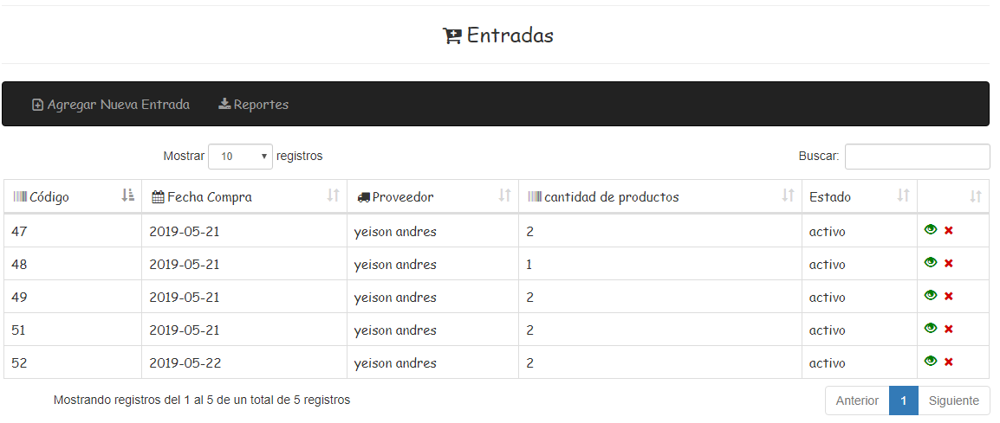 Entradas
Agregar Nueva Entrada Reportes
Mostrar 10 registros Buscar:
Código Fecha Compra Proveedor cantidad de productos Estado
47 2019-05-21 yeison andres 2 activo
48 2019-05-21 yeison andres 1 activo
49 2019-05-21 yeison andres 2 activo
51 2019-05-21 yeison andres 2 activo
52 2019-05-22 yeison andres 2 activo
Mostrando registros del 1 al 5 de un total de 5 registros Anterior 1 Siguiente